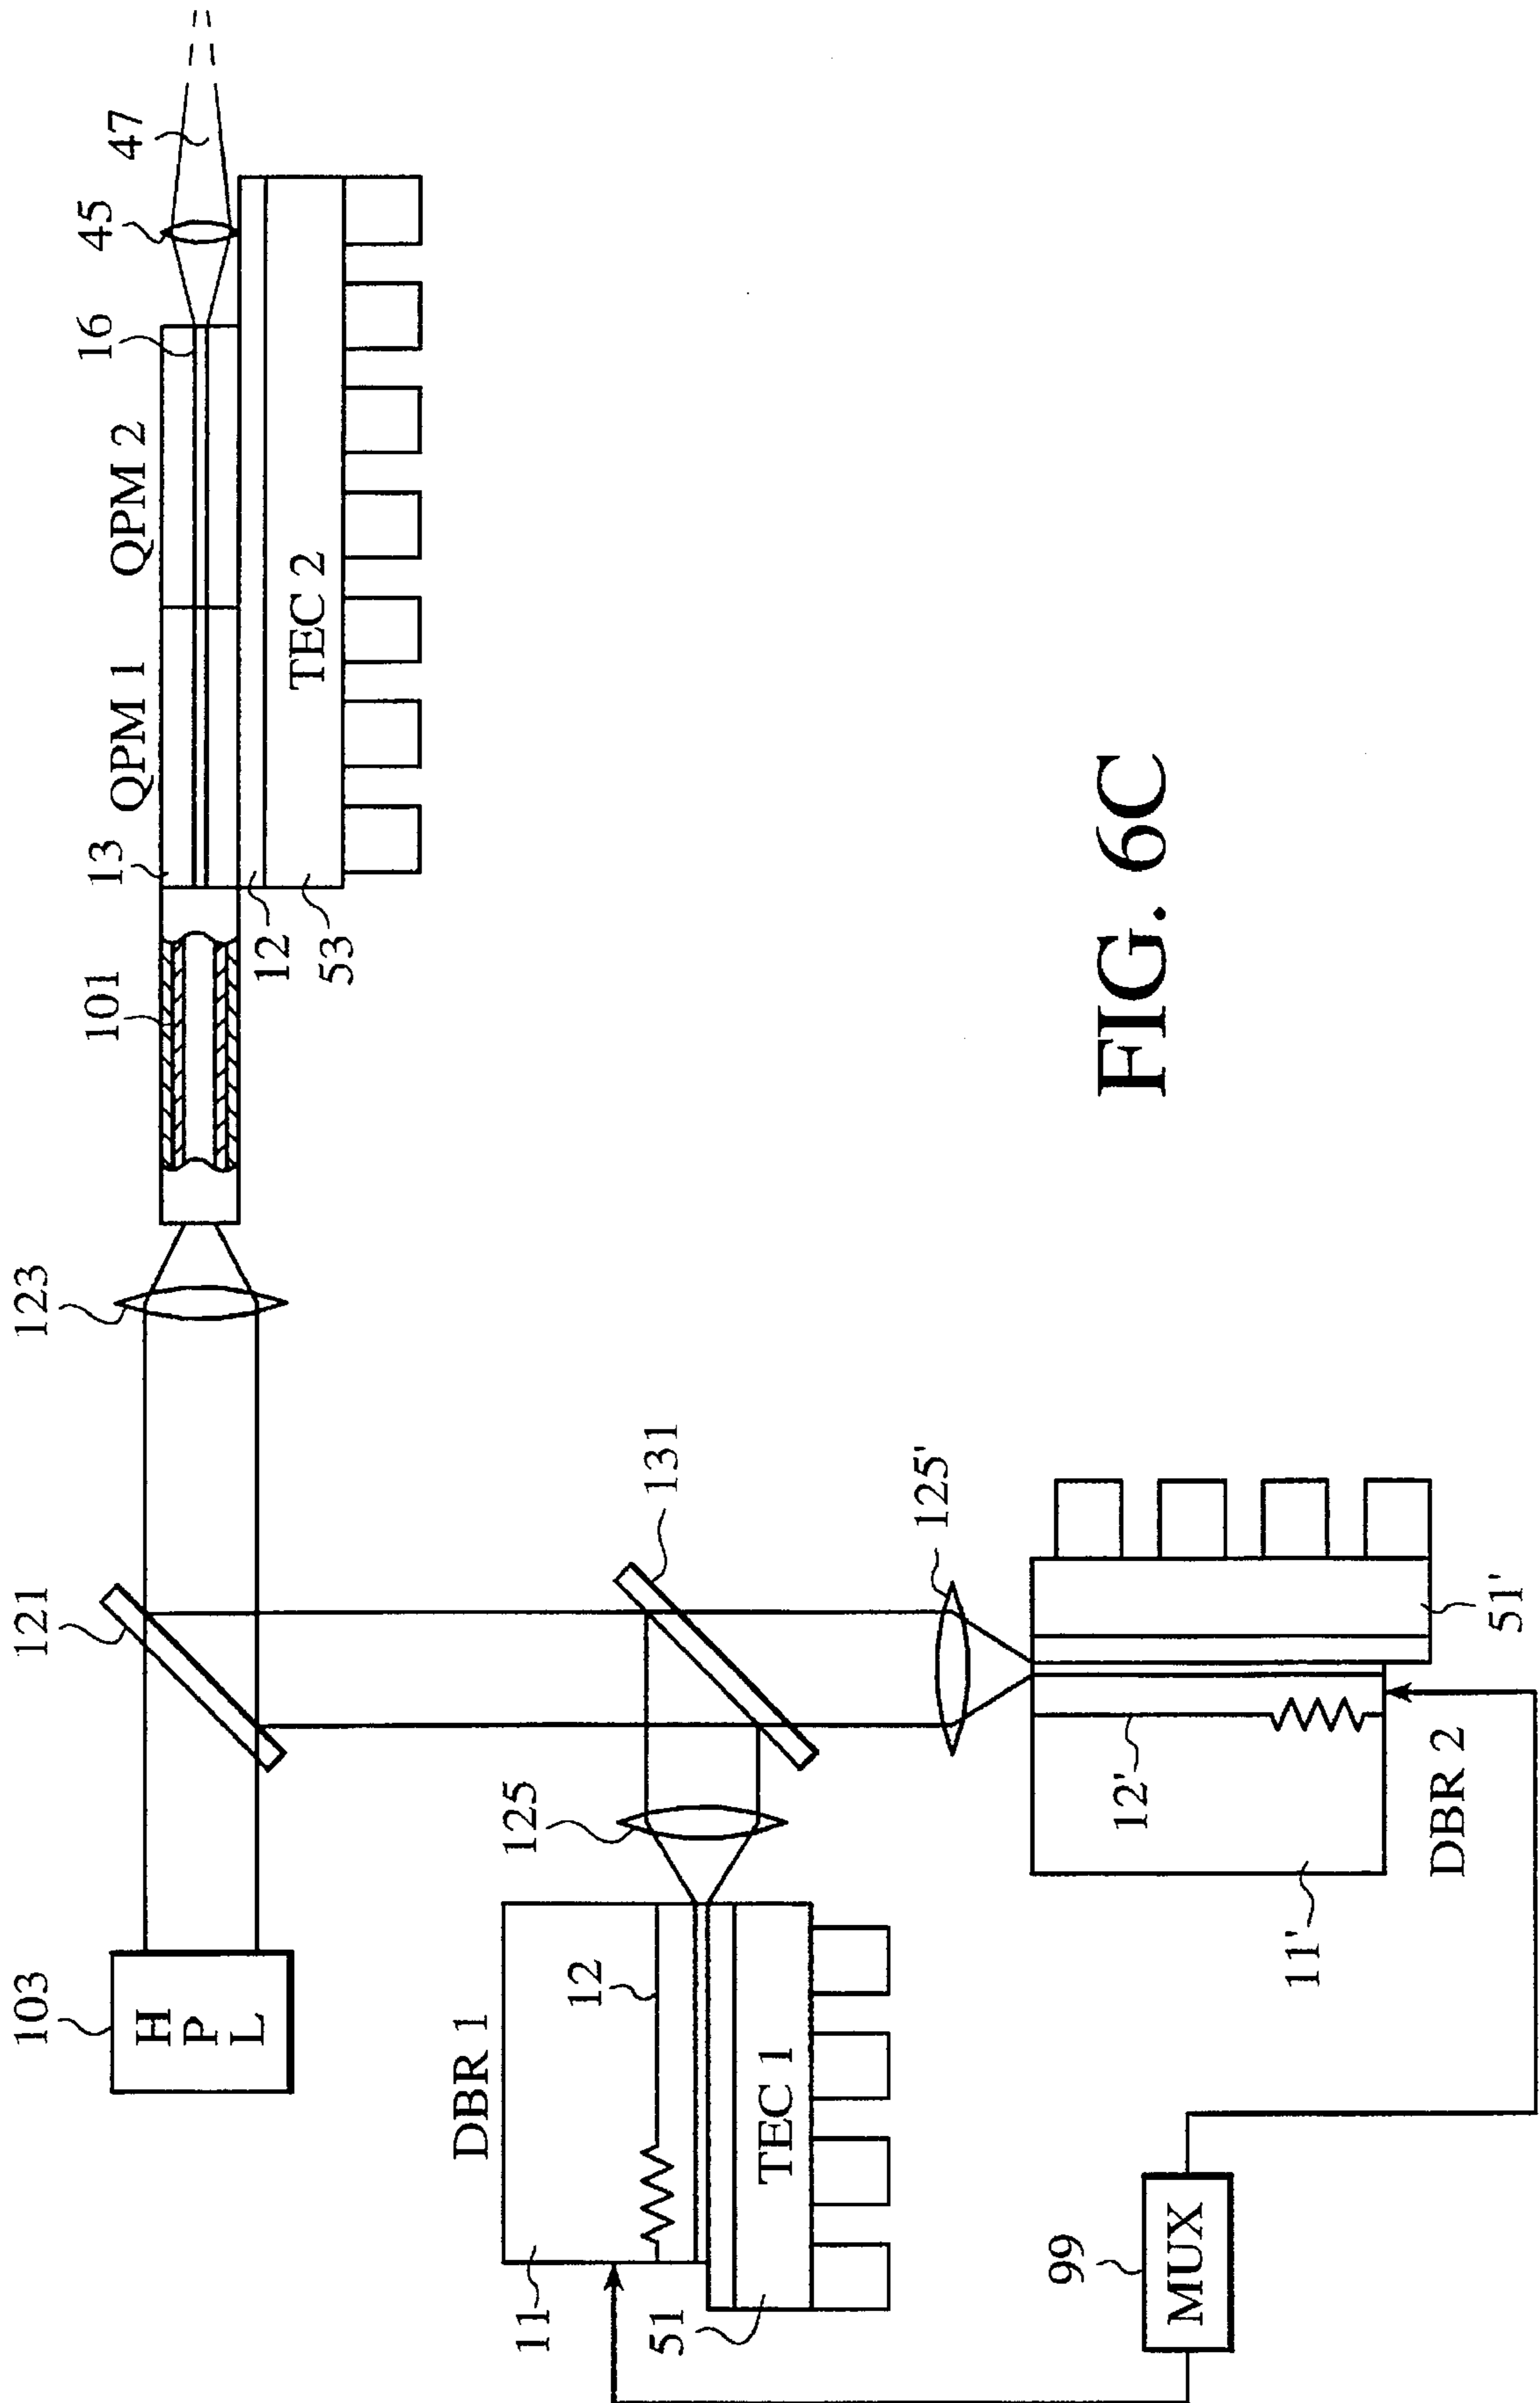 103
H
P
L
121
123
101
13
QPM 1
QPM 2
16
45
47
12
53
TEC 2
DBR 1
11
12
51
TEC 1
125
131
125'
12'
11'
51'
DBR 2
99
MUX
FIG. 6C